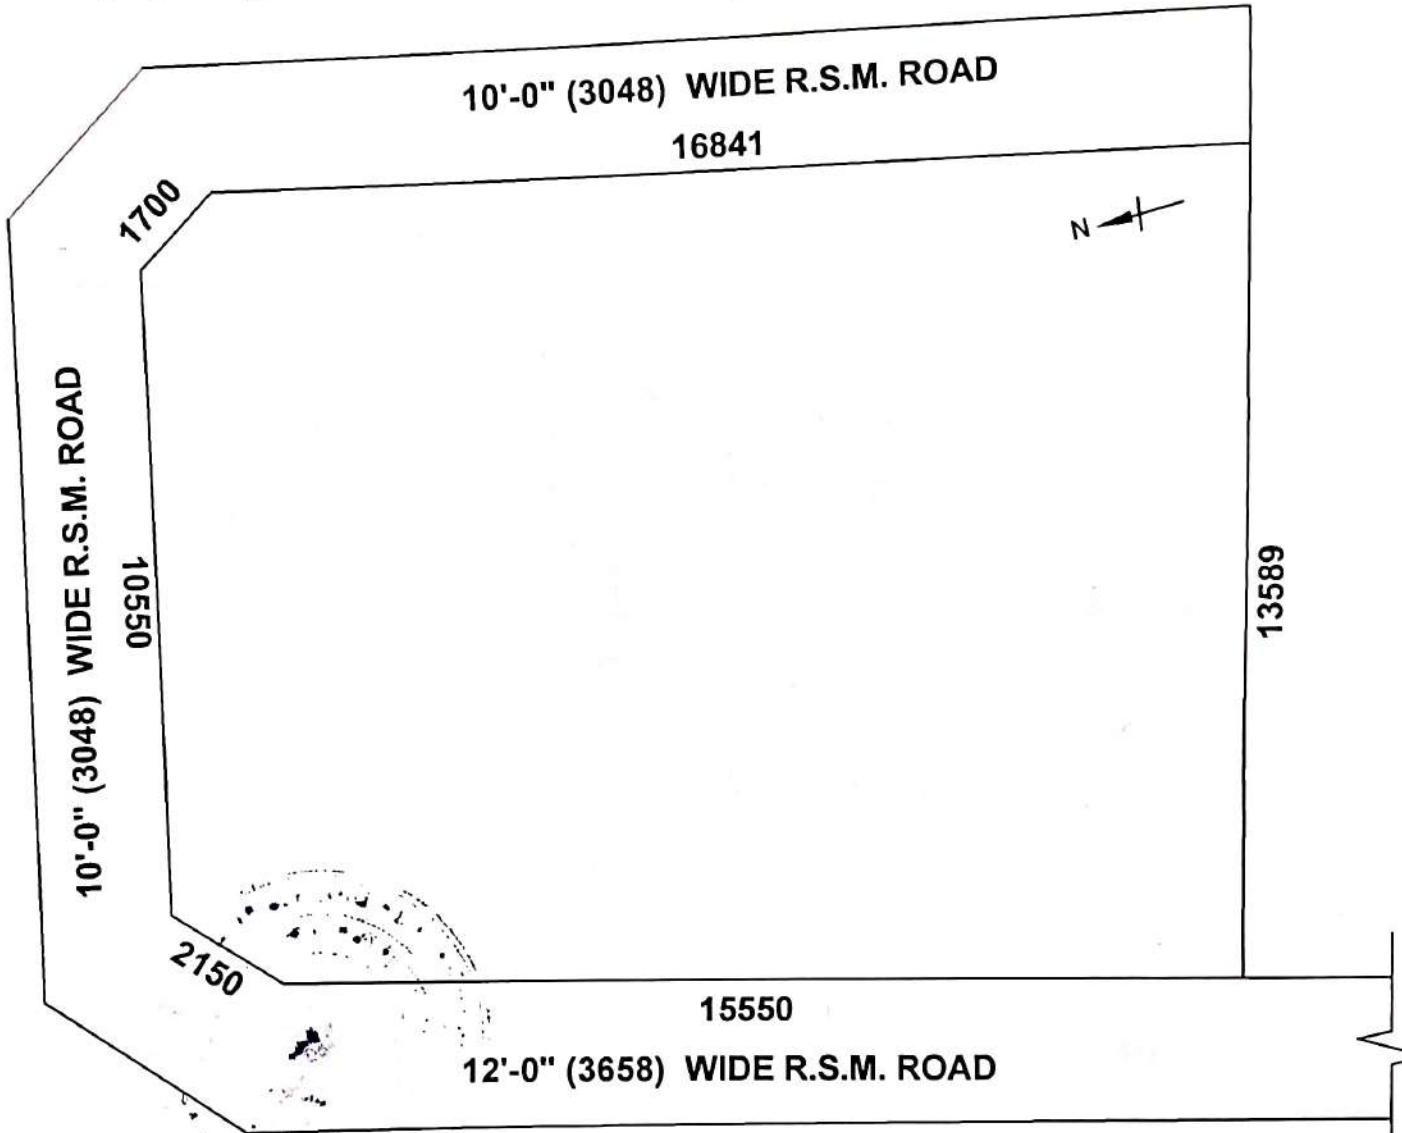 10'-0" (3048) WIDE R.S.M. ROAD
16841
1700
N
10'-0" (3048) WIDE R.S.M. ROAD
10550
13589
2150
15550
12'-0" (3658) WIDE R.S.M. ROAD